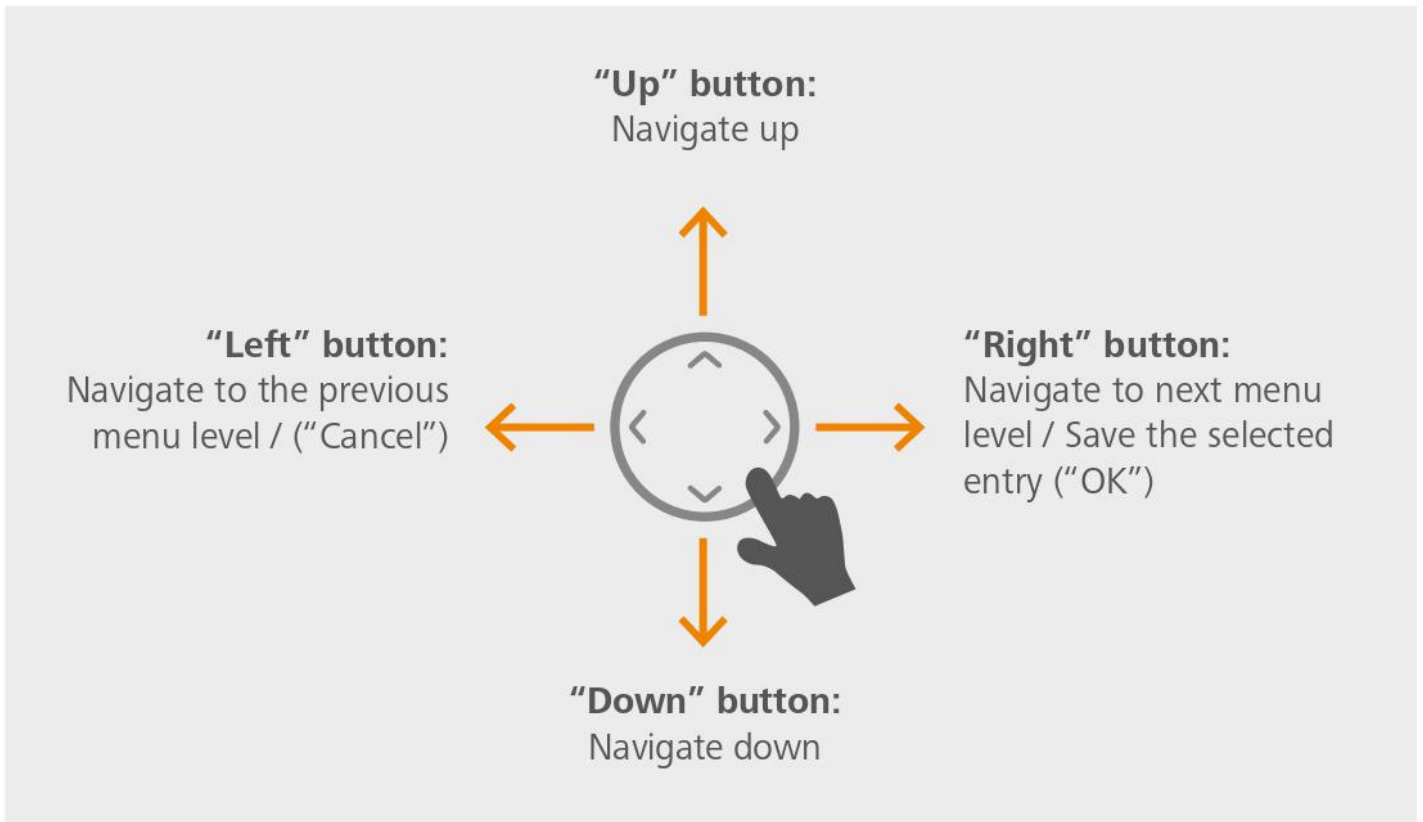 “Up” button:
Navigate up
“Left” button:
Navigate to the previous
menu level / (“Cancel”)
“Right” button:
Navigate to next menu
level / Save the selected
entry (“OK”)
“Down” button:
Navigate down